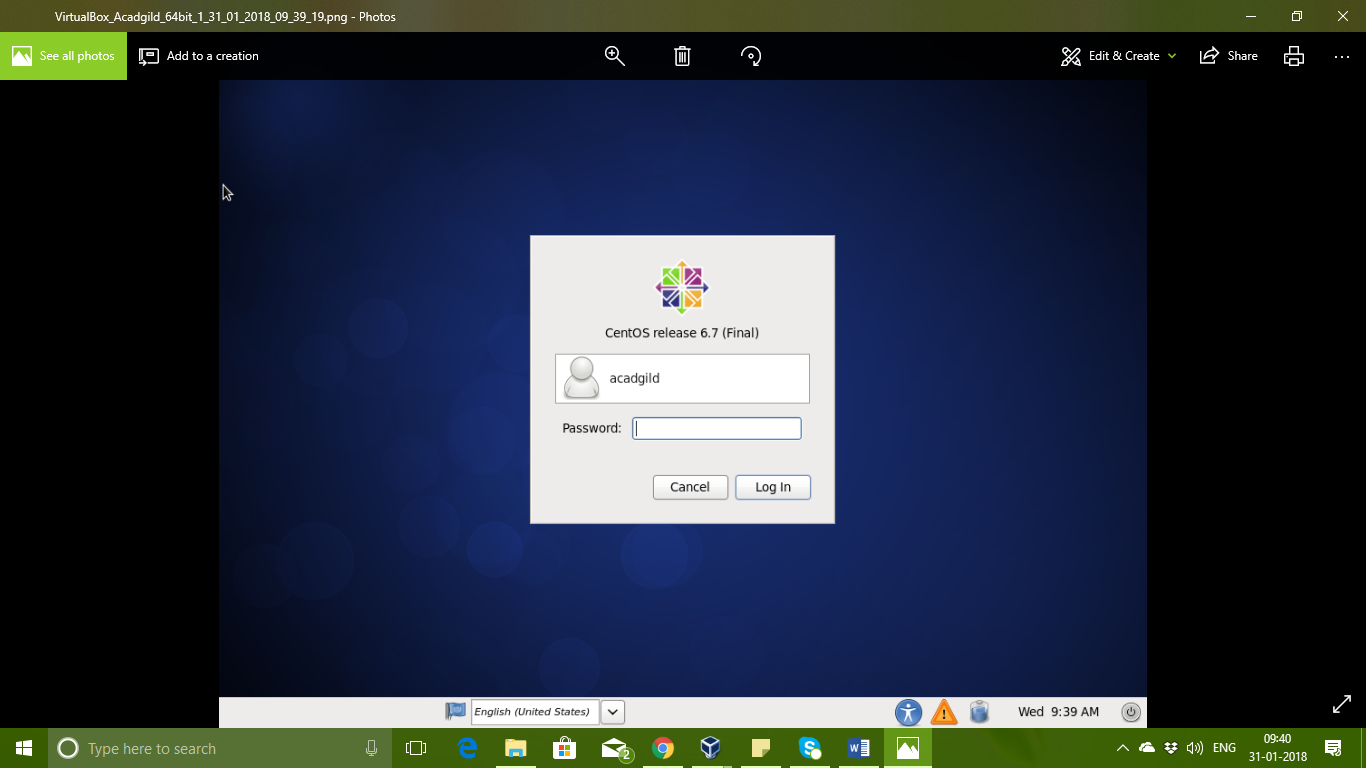 VirtualBox_Acadgild_64bit_1_31_01_2018_09_39_19.png - Photos
See all photos
Add to a creation
Edit & Create
Share
CentOS release 6.7 (Final)
acadgild
Password:
Cancel
Log In
English (United States)
Wed 9:39 AM
Type here to search
2
ENG
09:40
31-01-2018